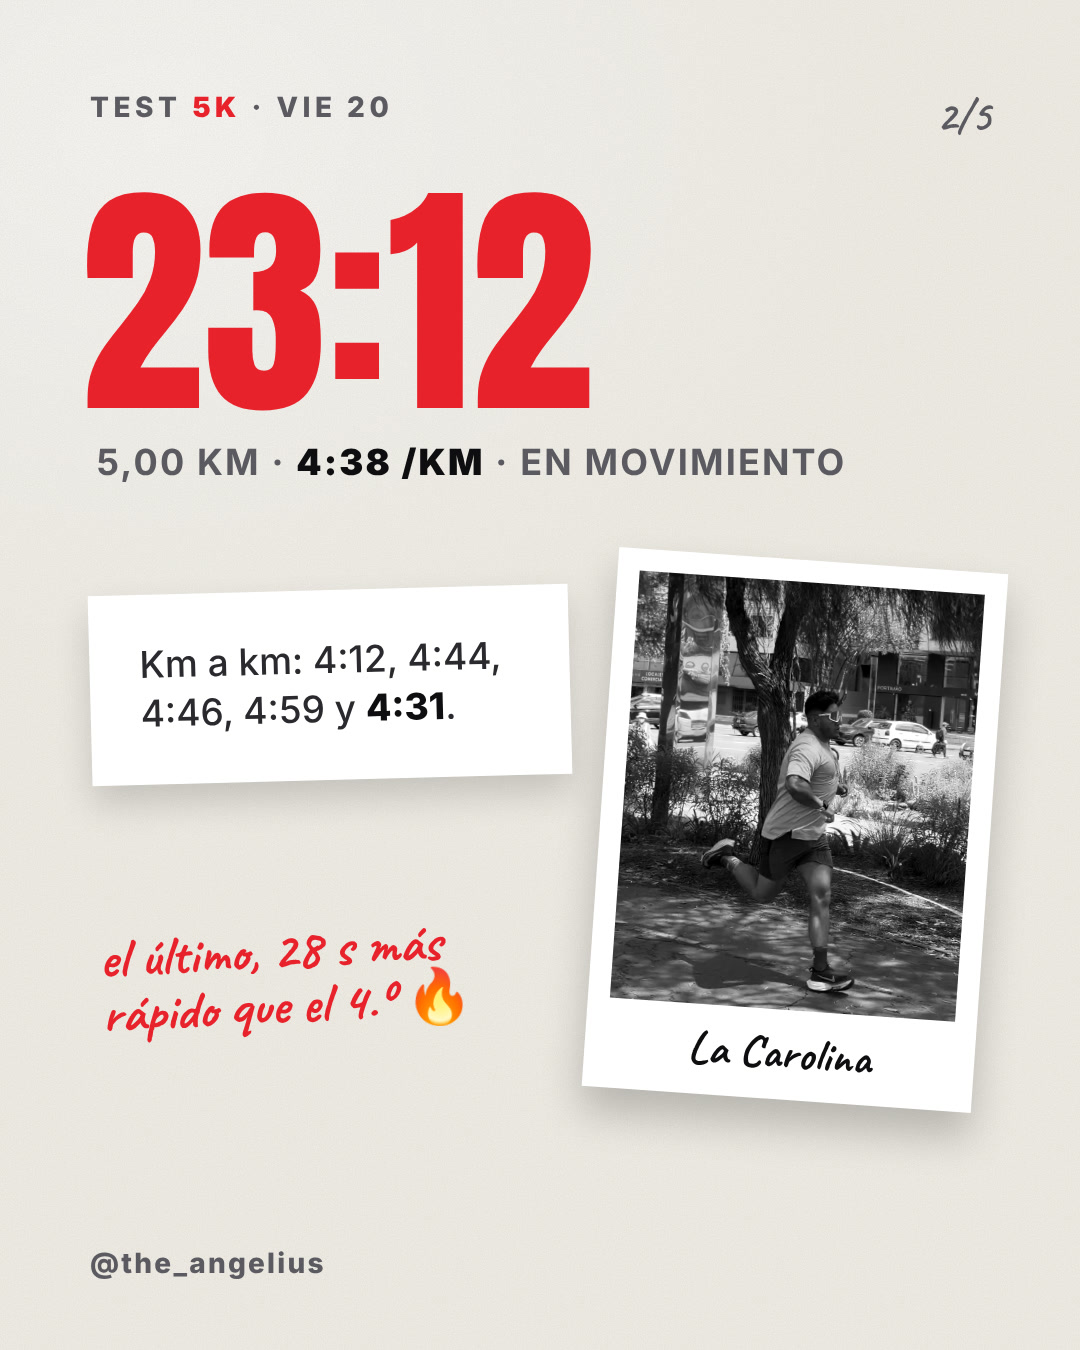 TEST 5K · VIE 20
2/5
23:12
5,00 KM · 4:38 /KM · EN MOVIMIENTO
Km a km: 4:12, 4:44,
4:46, 4:59 y 4:31.
el último, 28 s más
rápido que el 4.º 🔥
La Carolina
@the_angelius